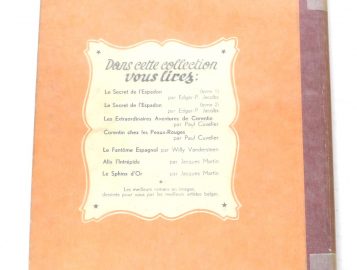 Dans cette collection
vous lirez:
Le Secret de l'Espadon (tome 1)
par Edgar P. Jacobs
Le Secret de l'Espadon (tome 2)
par Edgar P. Jacobs
Les Extraordinaires Aventures de Corentin
par Paul Cuvelier
Corentin chez les Peaux-Rouges
par Paul Cuvelier
Le Fantôme Espagnol par Willy Vandersteen
Alix l'Intrépide par Jacques Martin
Le Sphinx d'Or par Jacques Martin
Les meilleurs romans en images,
dessinés pour vous par les meilleurs artistes belges.